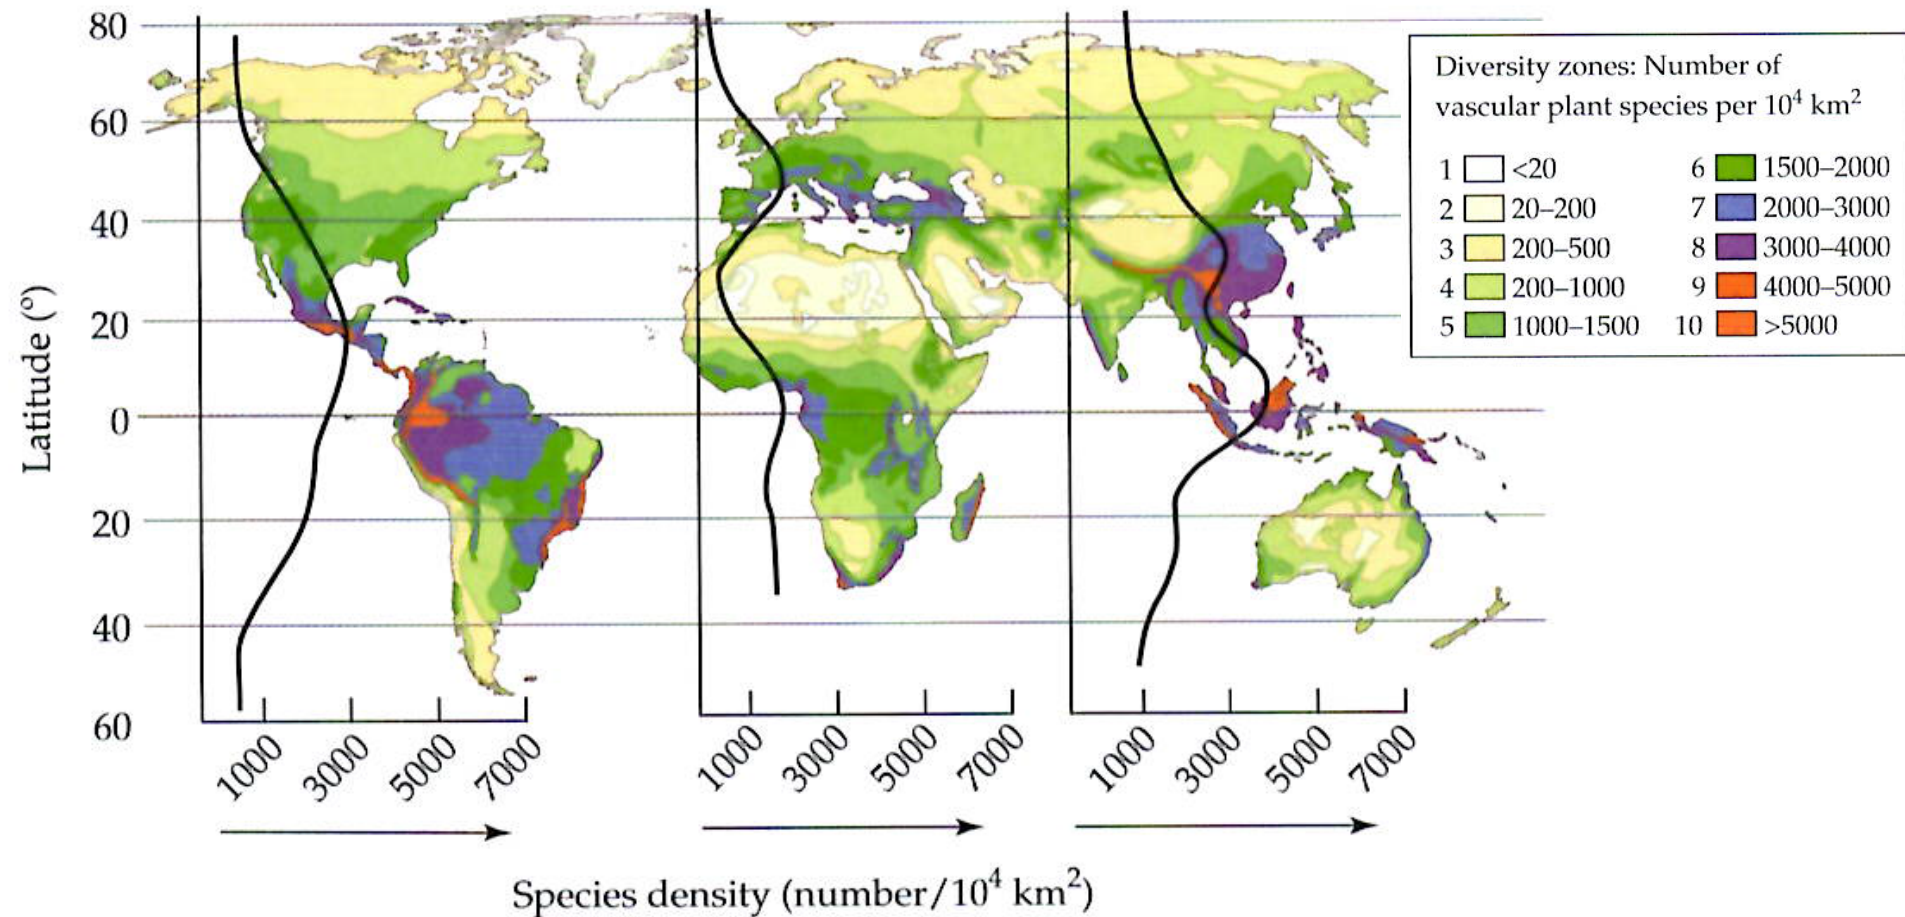 80
60
40
20
0
20
40
60
Latitude (°)
1000 3000 5000 7000
1000 3000 5000 7000
1000 3000 5000 7000
Species density (number/10⁴ km²)
Diversity zones: Number of
vascular plant species per 10⁴ km²
1 <20
2 20–200
3 200–500
4 200–1000
5 1000–1500
6 1500–2000
7 2000–3000
8 3000–4000
9 4000–5000
10 >5000